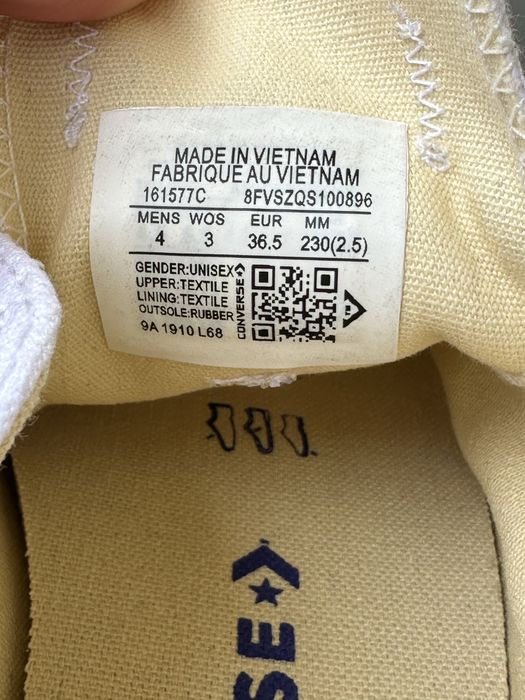 MADE IN VIETNAM
FABRIQUE AU VIETNAM
161577C 8FVSZQS100896
MENS WOS EUR MM
4 3 36.5 230(2.5)
GENDER:UNISEX
UPPER:TEXTILE
LINING:TEXTILE
OUTSOLE:RUBBER
9A 1910 L68
CONVERSE
SE